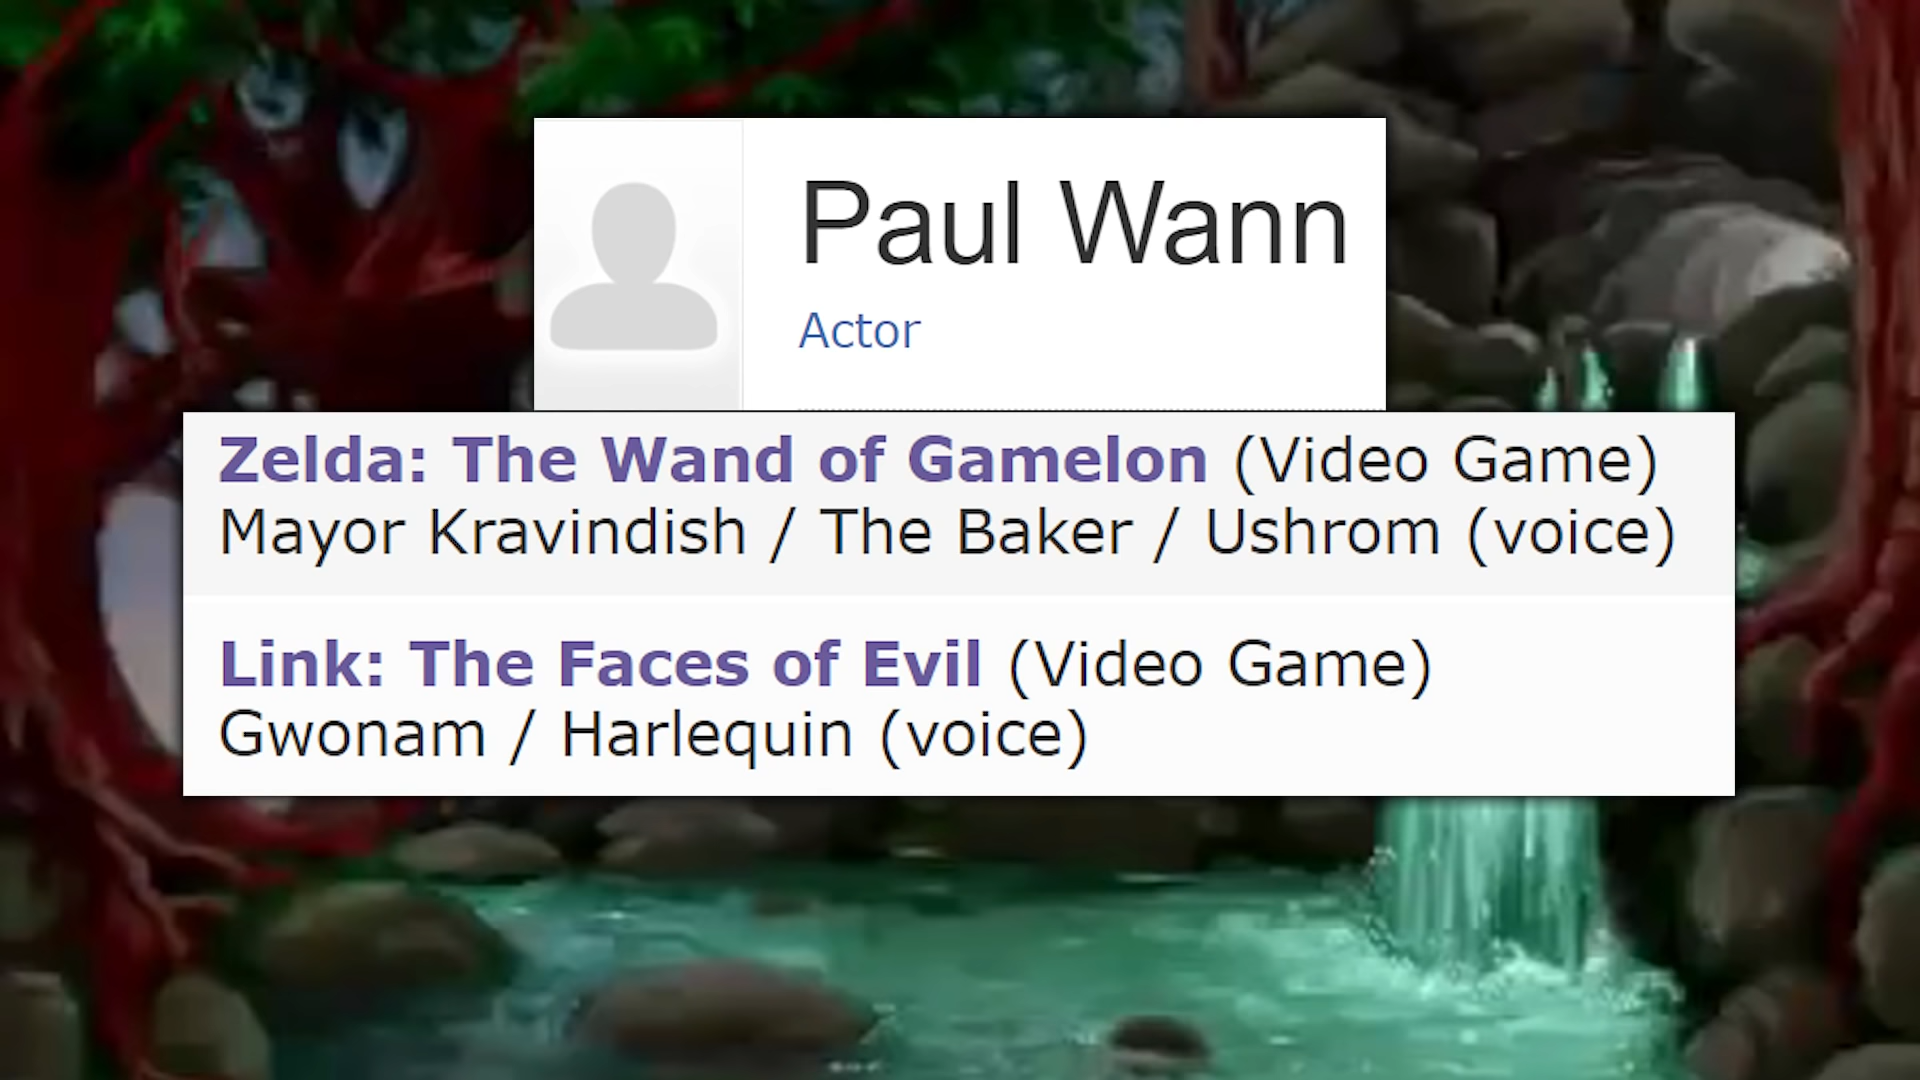 Paul Wann
Actor
Zelda: The Wand of Gamelon (Video Game)
Mayor Kravindish / The Baker / Ushrom (voice)
Link: The Faces of Evil (Video Game)
Gwonam / Harlequin (voice)